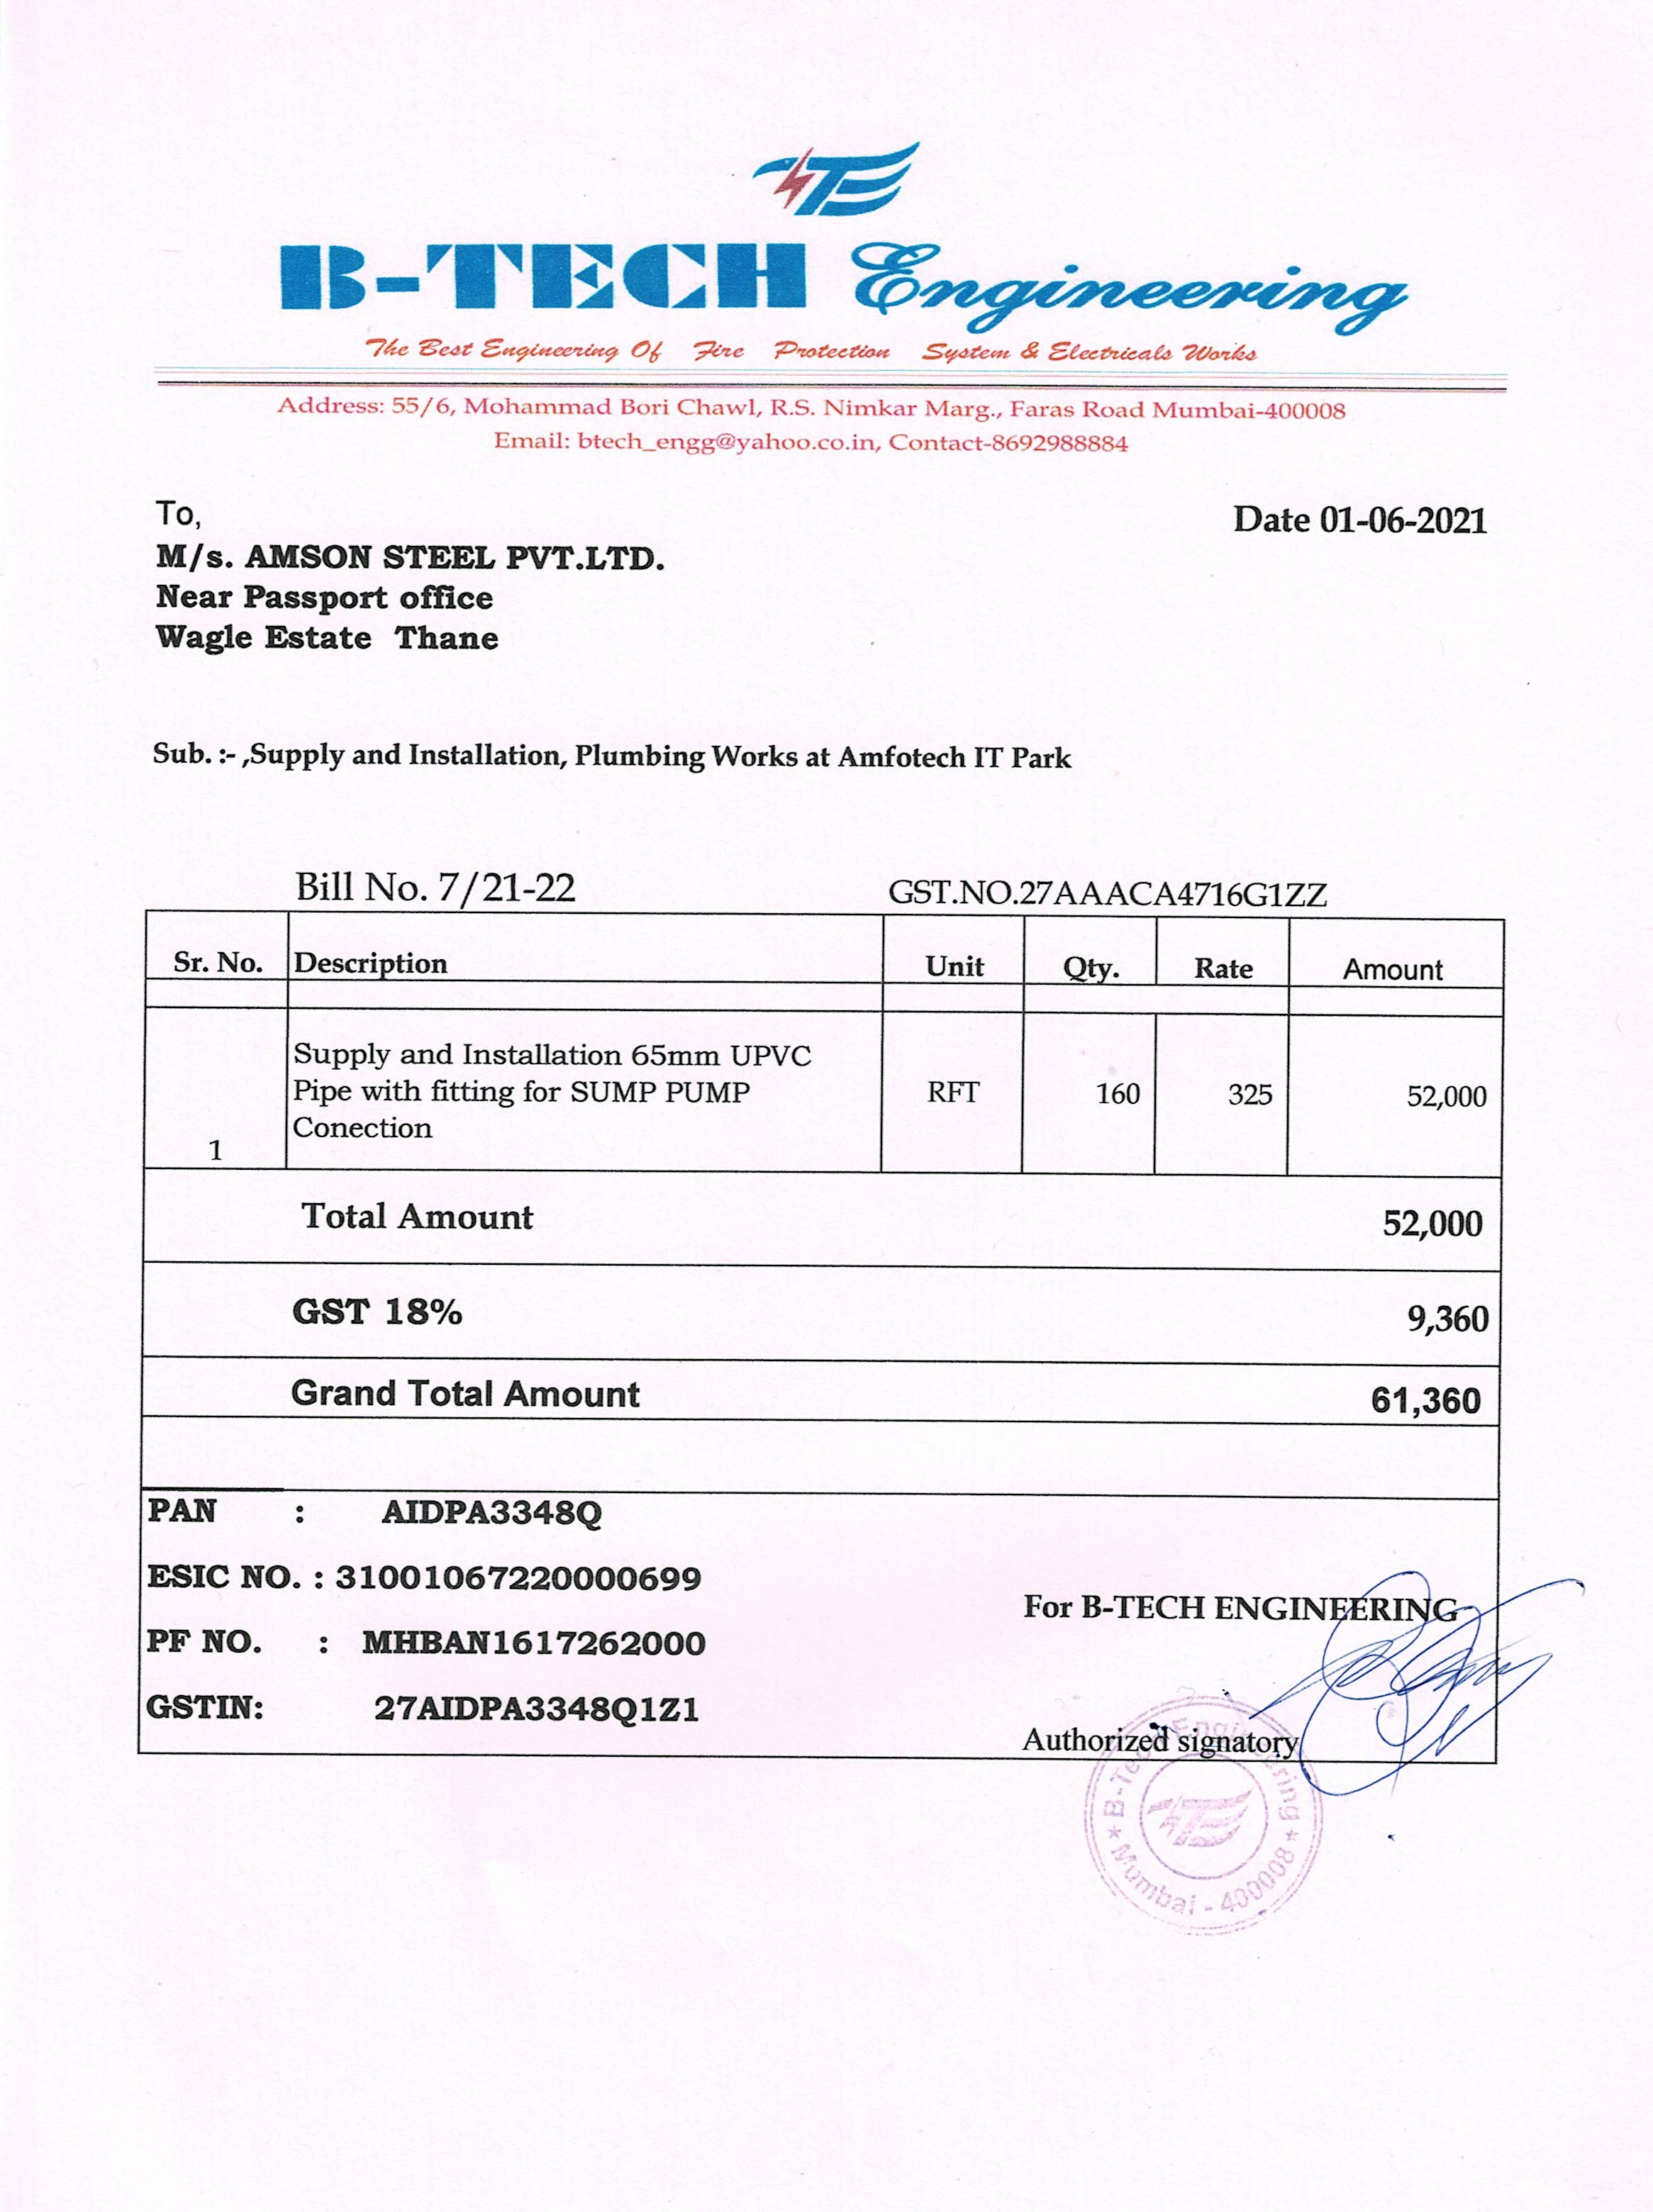 B-TECH Engineering
The Best Engineering Of Fire Protection System & Electricals Works
Address: 55/6, Mohammad Bori Chawl, R.S. Nimkar Marg., Faras Road Mumbai-400008
Email: btech_engg@yahoo.co.in, Contact-8692988884
To,
Date 01-06-2021
M/s. AMSON STEEL PVT.LTD.
Near Passport office
Wagle Estate Thane
Sub. :- ,Supply and Installation, Plumbing Works at Amfotech IT Park
Bill No. 7/21-22 GST.NO.27AAACA4716G1ZZ
Sr. No. Description Unit Qty. Rate Amount
Supply and Installation 65mm UPVC
Pipe with fitting for SUMP PUMP RFT 160 325 52,000
Conection
1
Total Amount 52,000
GST 18% 9,360
Grand Total Amount 61,360
PAN : AIDPA3348Q
ESIC NO. : 31001067220000699
For B-TECH ENGINEERING
PF NO. : MHBAN1617262000
GSTIN: 27AIDPA3348Q1Z1
Authorized signatory
B-Tech Engineering
Mumbai - 400008